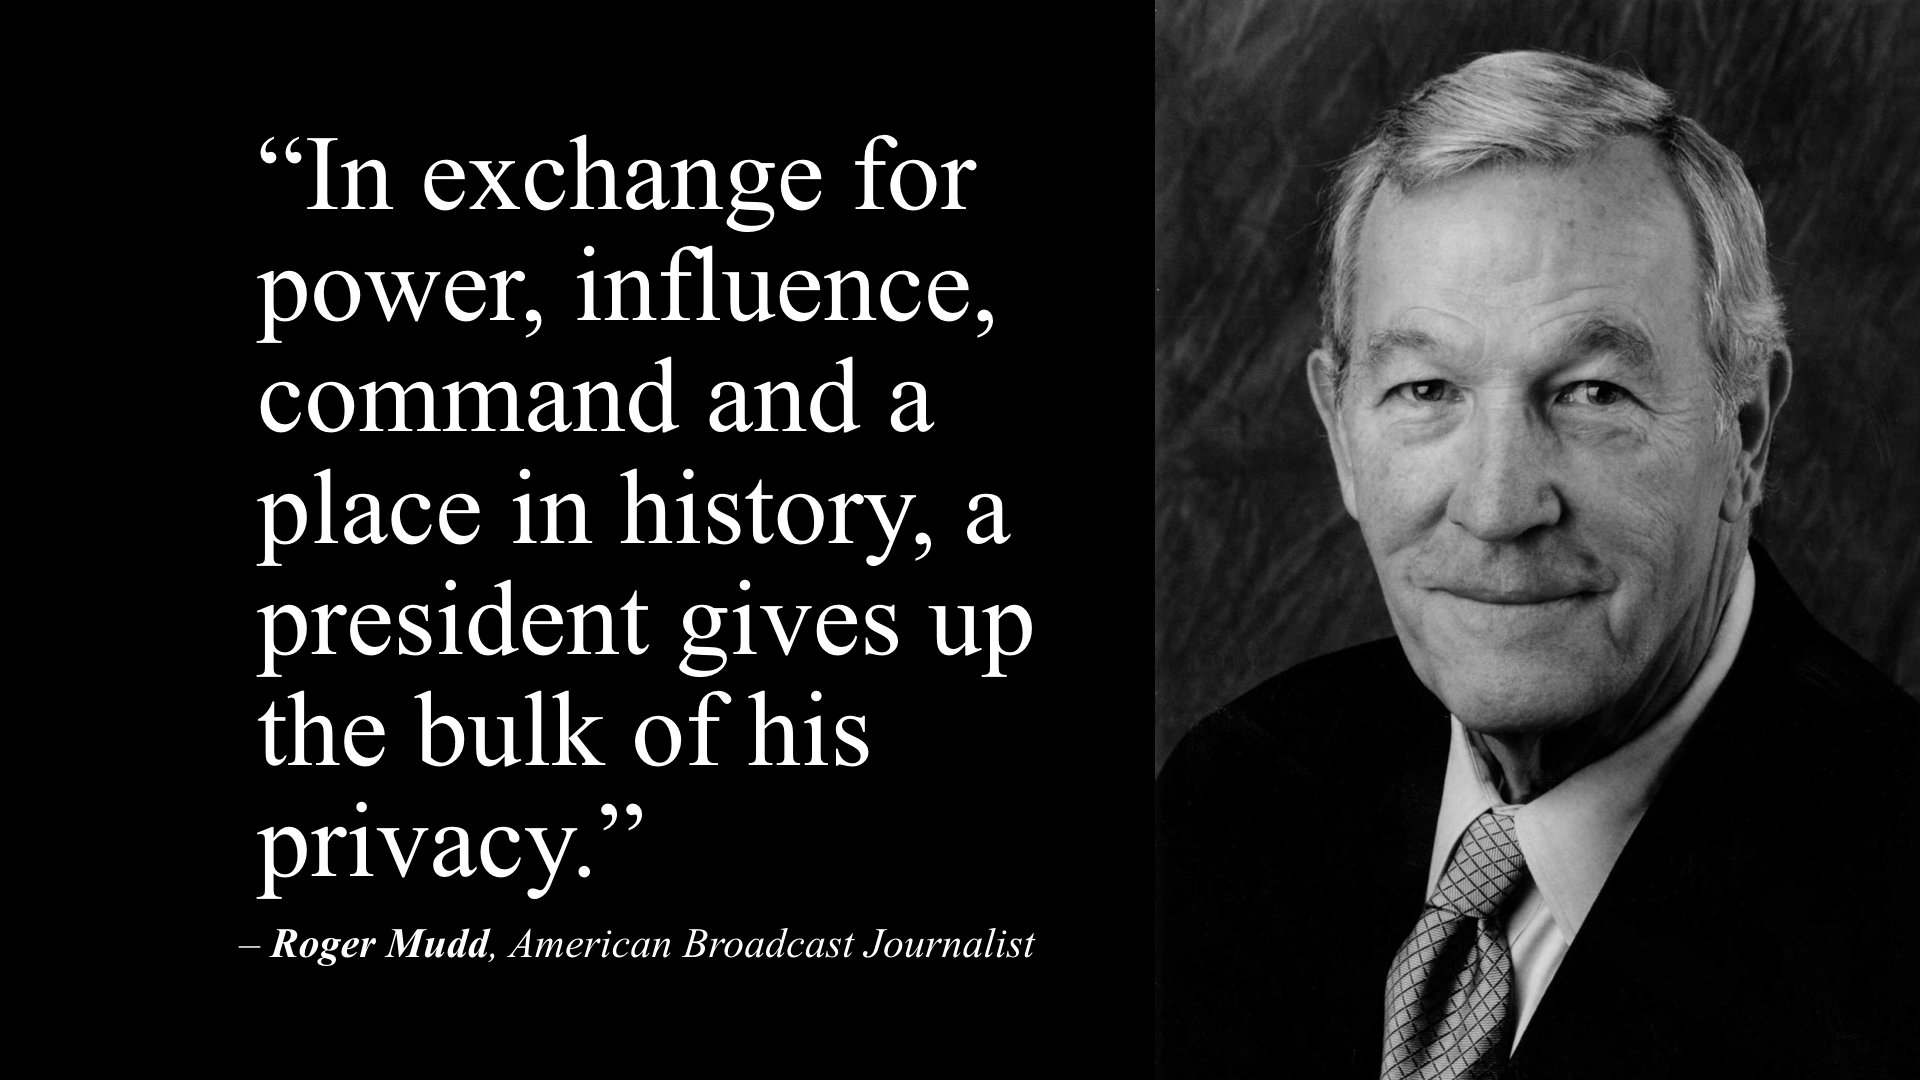 “In exchange for
power, influence,
command and a
place in history, a
president gives up
the bulk of his
privacy.”
– Roger Mudd, American Broadcast Journalist